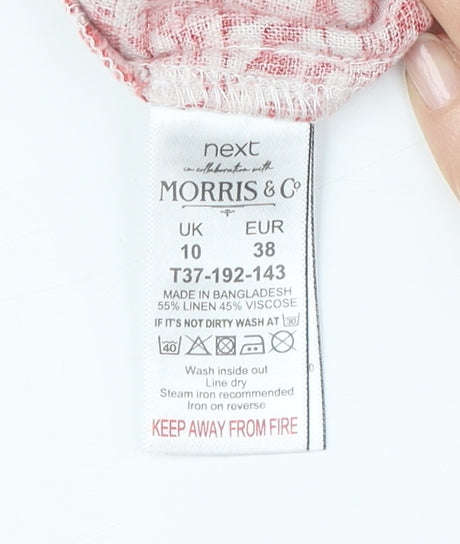 next
in collaboration with
MORRIS & Co
UK EUR
10 38
T37-192-143
MADE IN BANGLADESH
55% LINEN 45% VISCOSE
IF IT'S NOT DIRTY WASH AT 30
40
Wash inside out
Line dry
Steam iron recommended
Iron on reverse
KEEP AWAY FROM FIRE